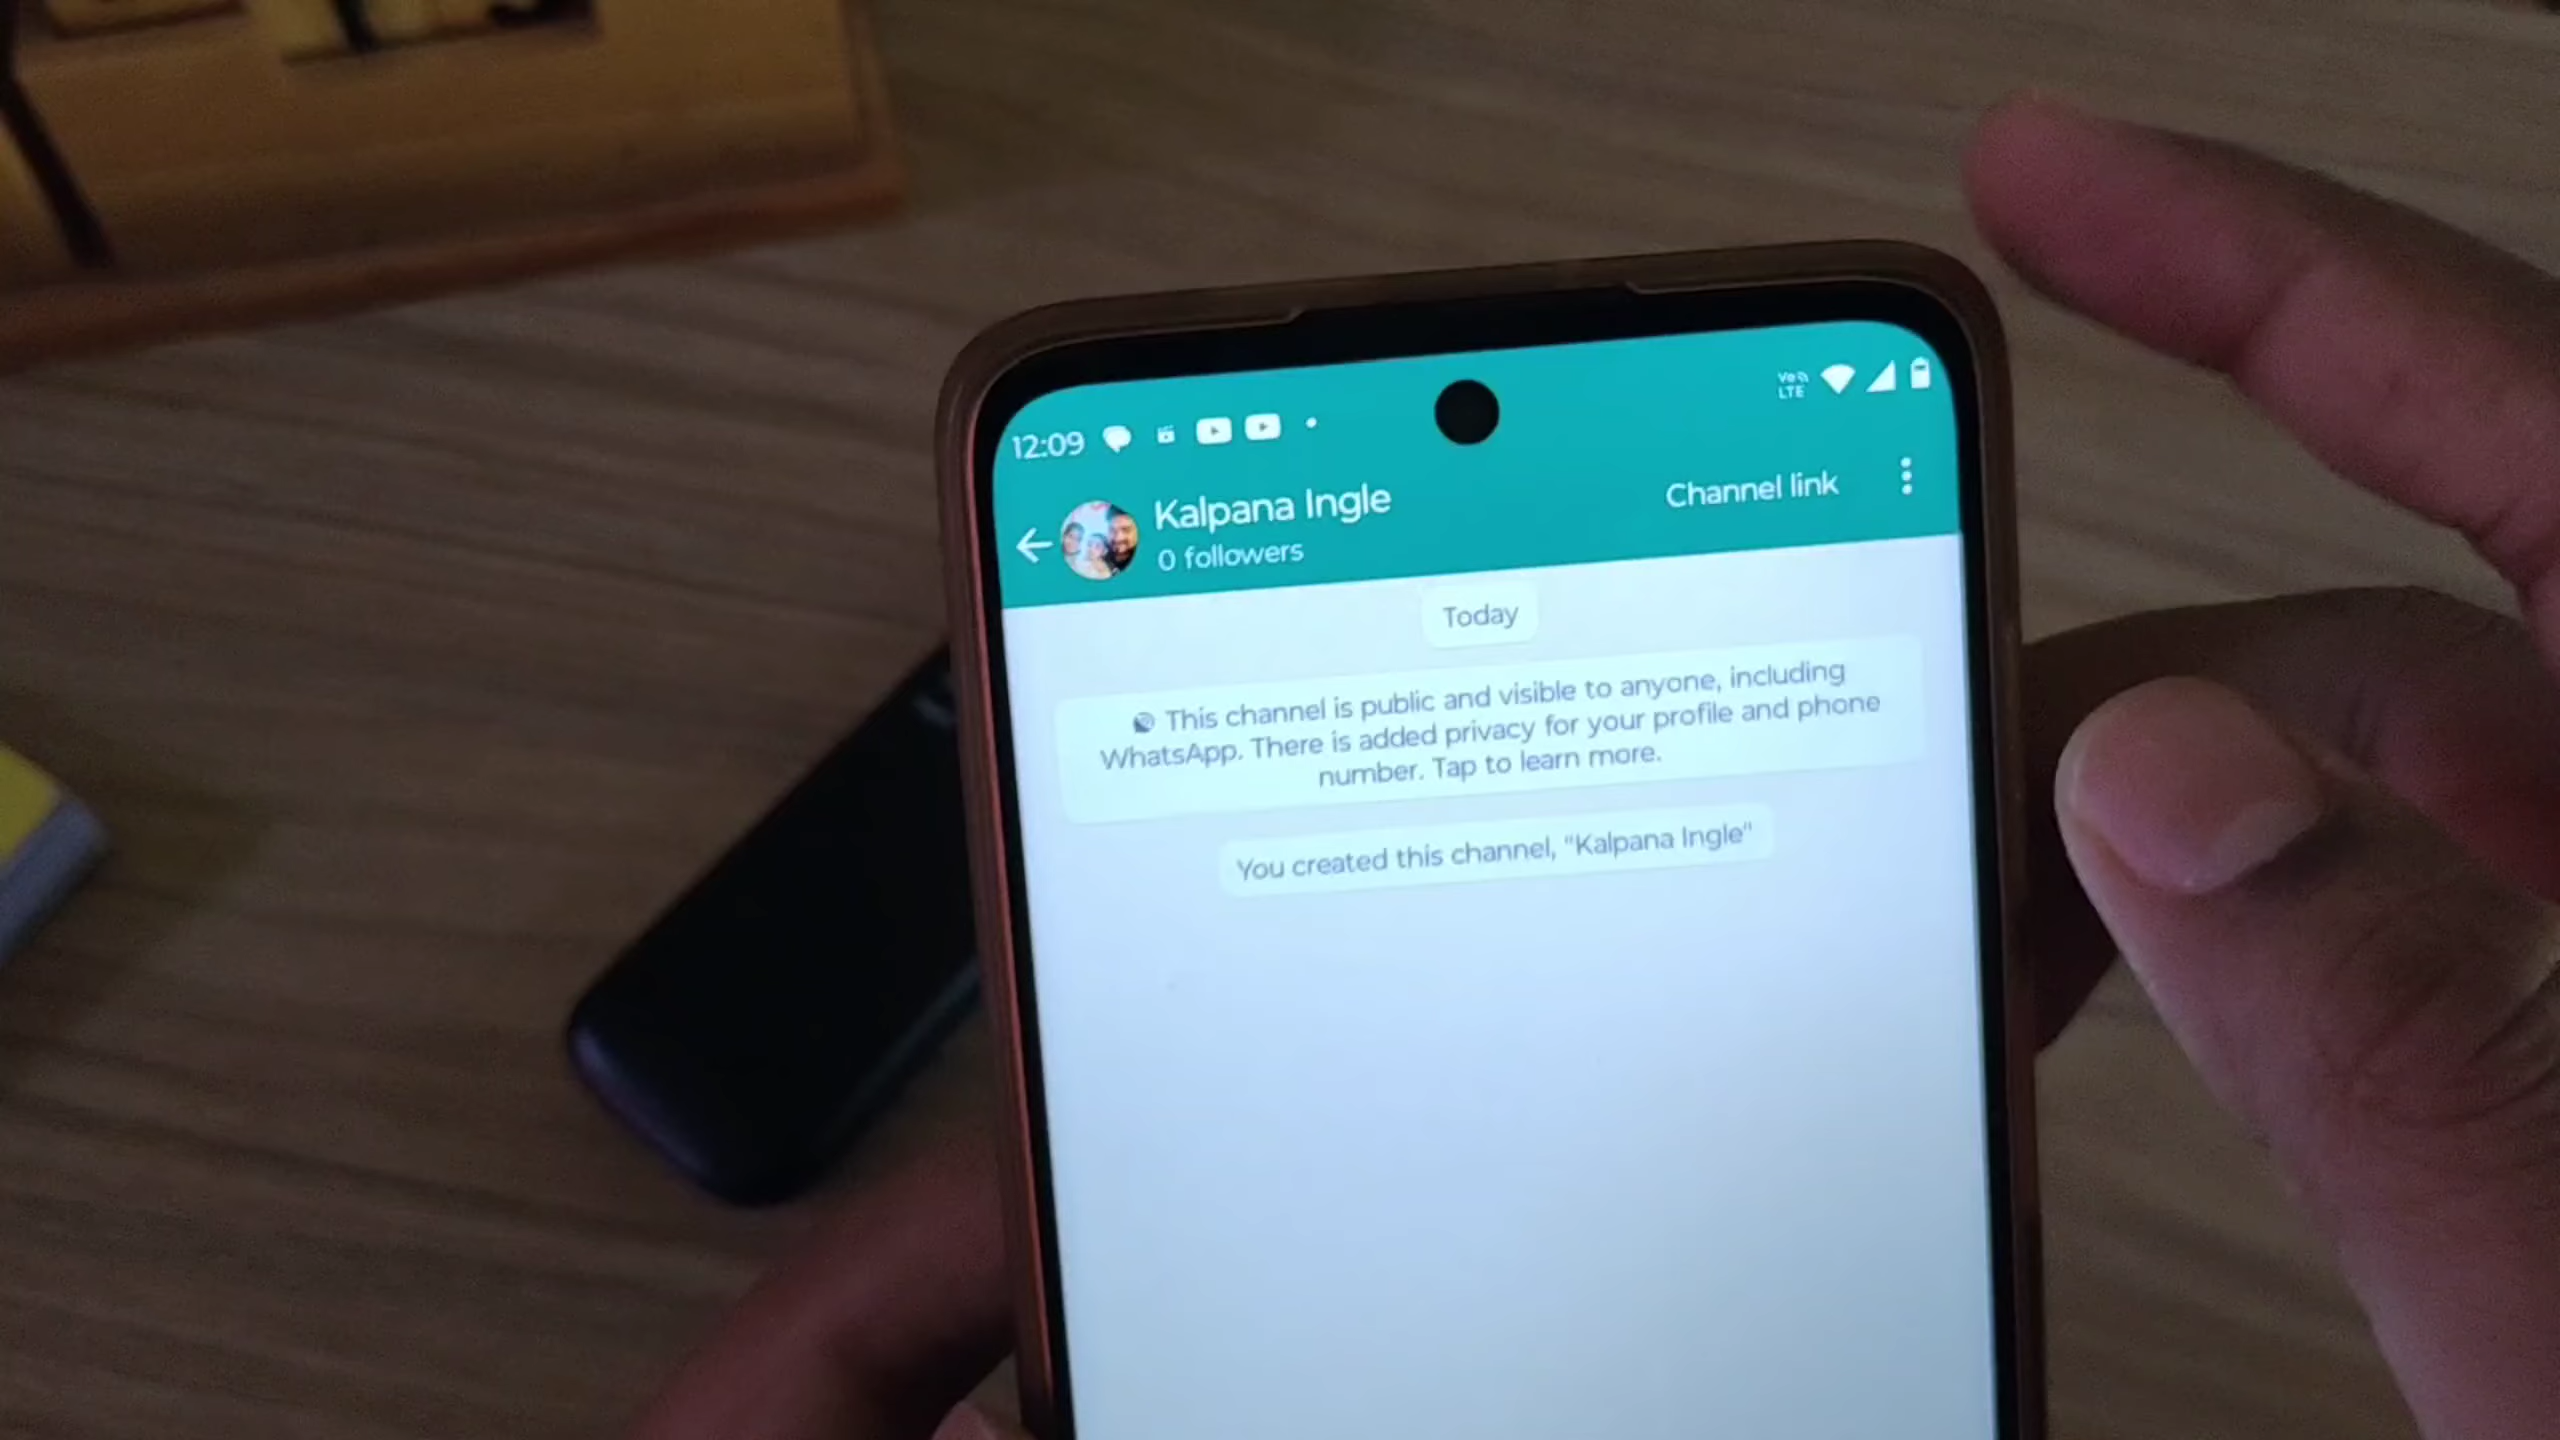 12:09
Vo LTE
Kalpana Ingle
0 followers
Channel link
Today
This channel is public and visible to anyone, including
WhatsApp. There is added privacy for your profile and phone
number. Tap to learn more.
You created this channel, "Kalpana Ingle"